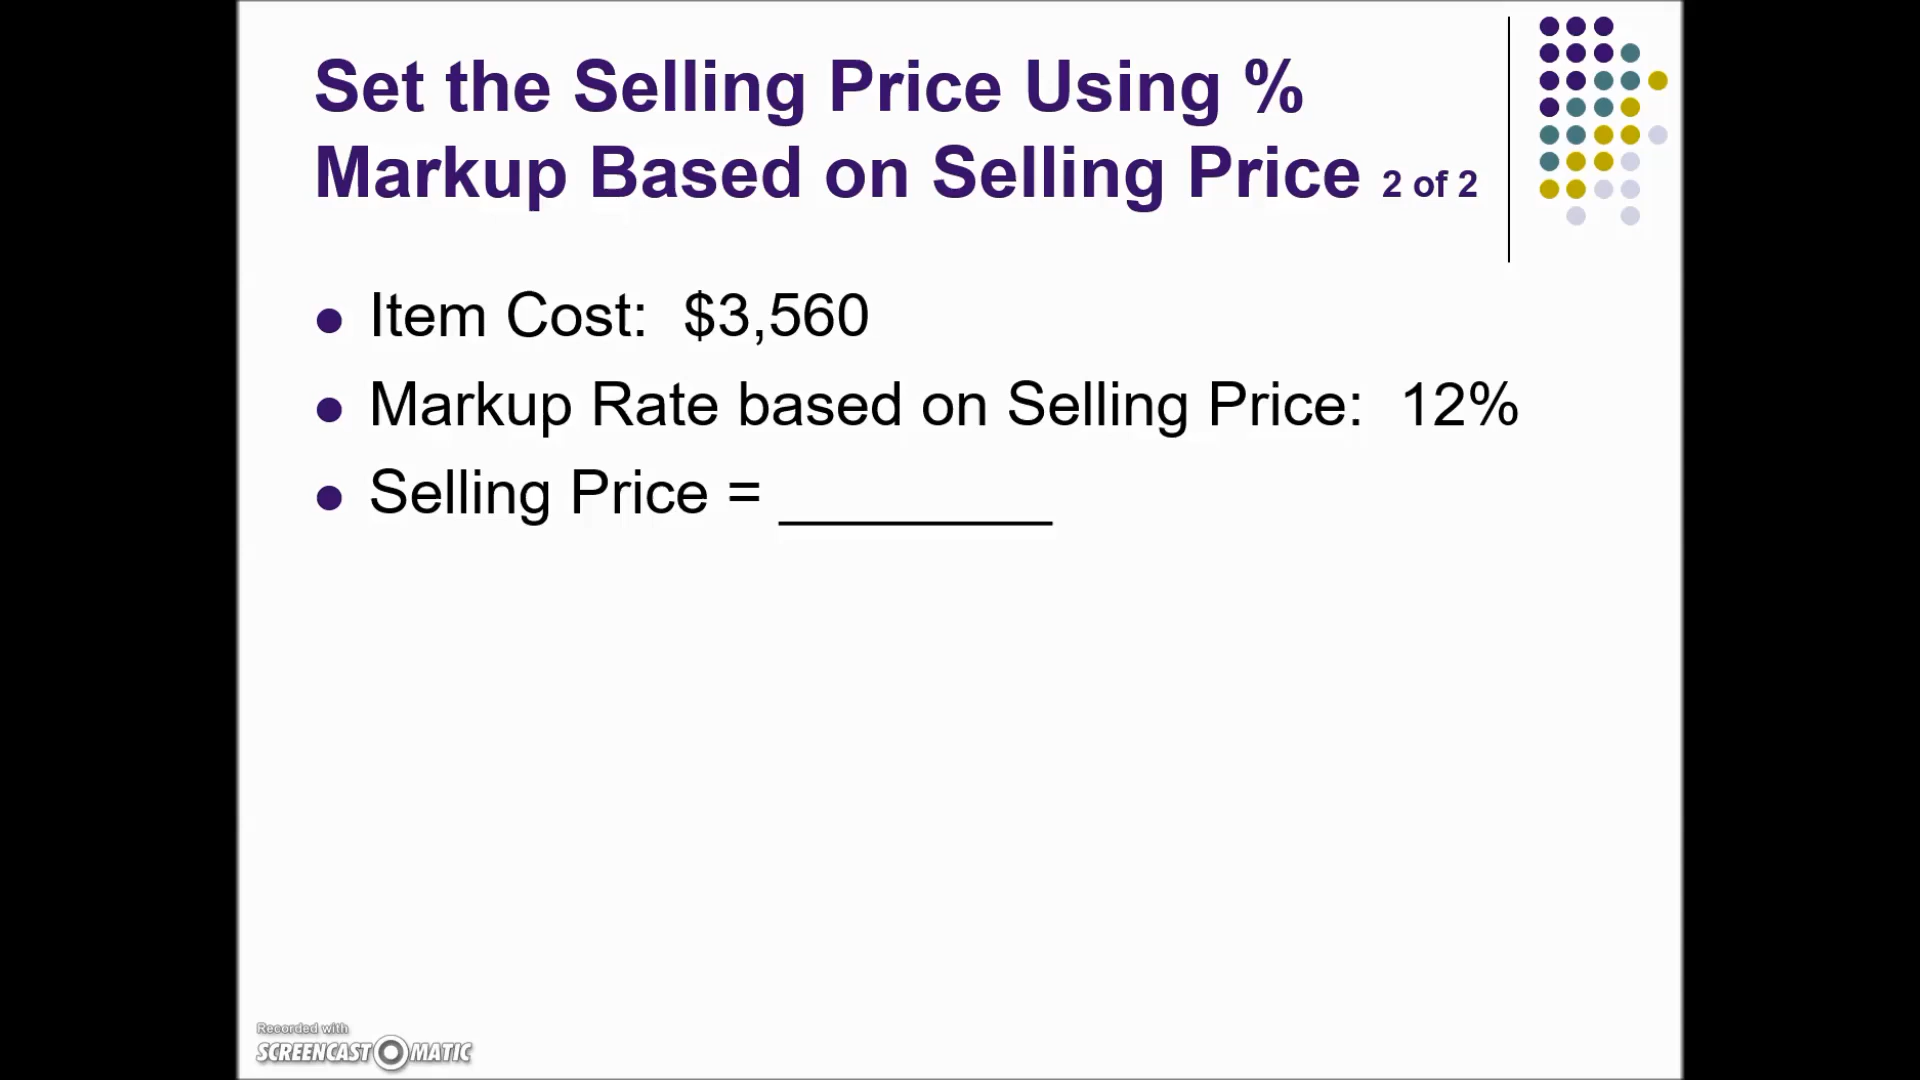 Set the Selling Price Using %
Markup Based on Selling Price 2 of 2
Item Cost: $3,560
Markup Rate based on Selling Price: 12%
Selling Price = _________
Recorded with
SCREENCAST MATIC